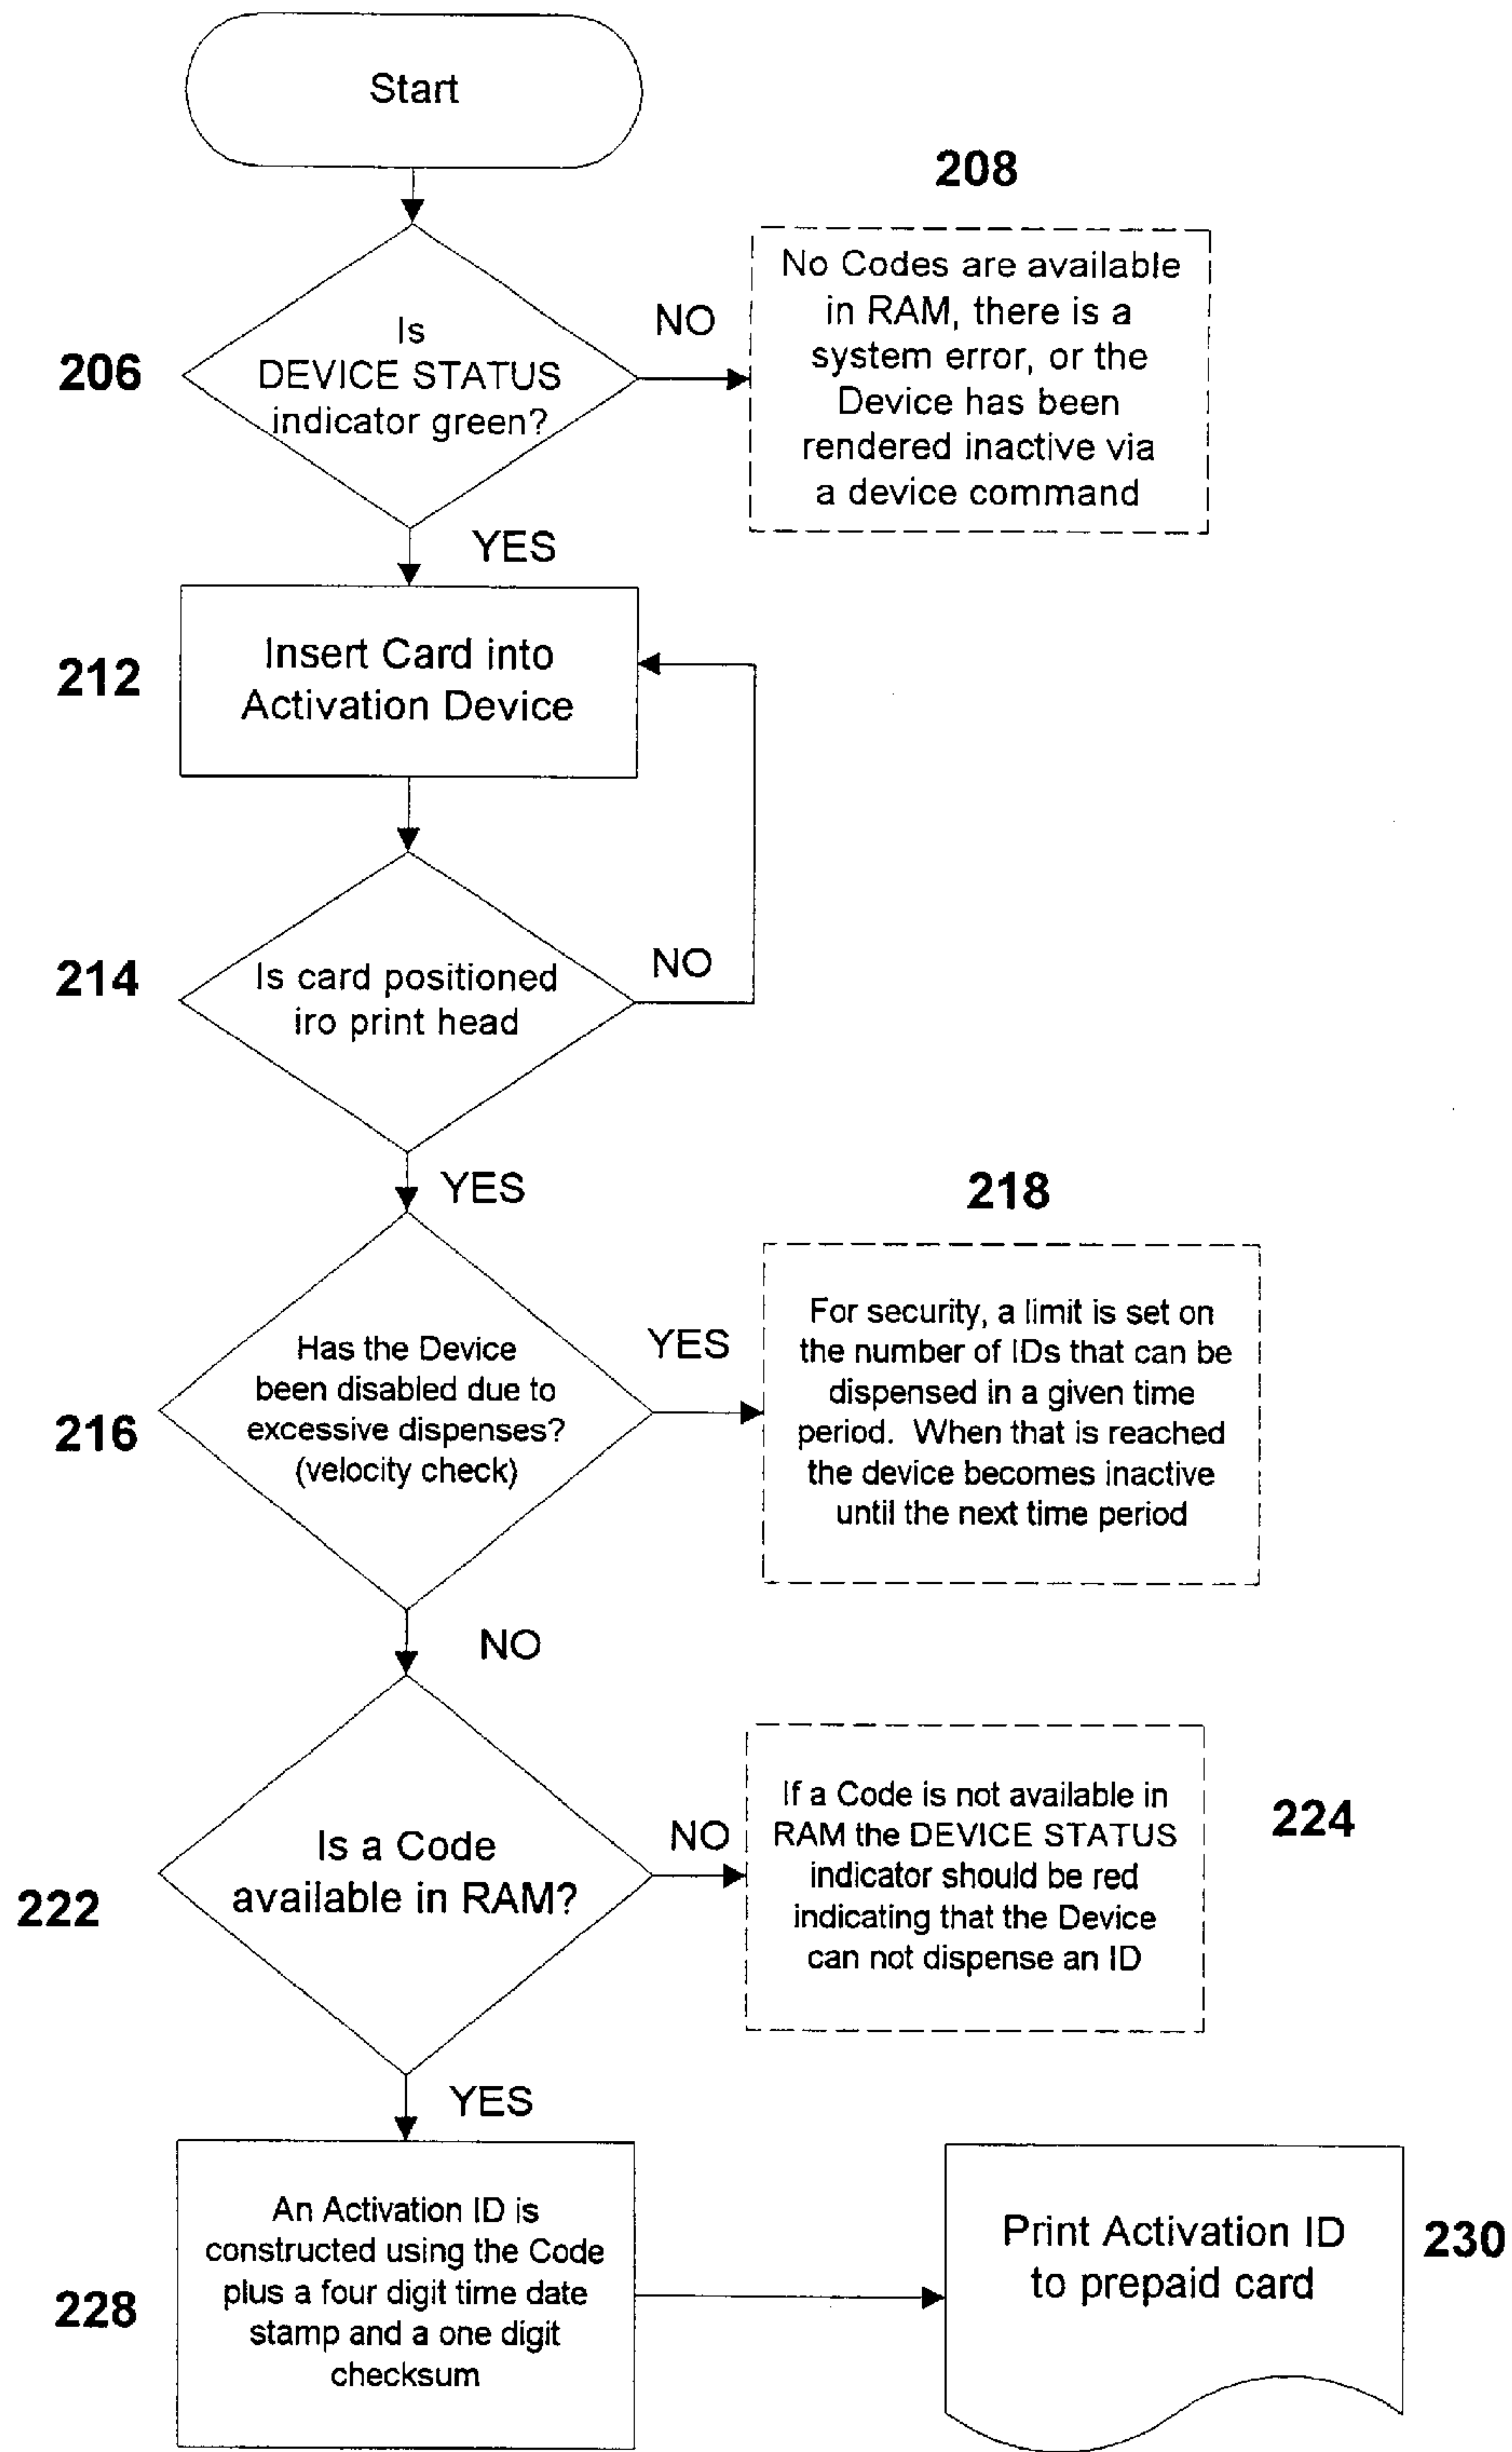 Start
208
No Codes are available
in RAM, there is a
system error, or the
Device has been
rendered inactive via
a device command
NO
206
Is
DEVICE STATUS
indicator green?
YES
212
Insert Card into
Activation Device
214
Is card positioned
iro print head
NO
YES
218
216
Has the Device
been disabled due to
excessive dispenses?
(velocity check)
YES
For security, a limit is set on
the number of IDs that can be
dispensed in a given time
period. When that is reached
the device becomes inactive
until the next time period
NO
222
Is a Code
available in RAM?
NO
If a Code is not available in
RAM the DEVICE STATUS
indicator should be red
indicating that the Device
can not dispense an ID
224
YES
228
An Activation ID is
constructed using the Code
plus a four digit time date
stamp and a one digit
checksum
Print Activation ID
to prepaid card
230